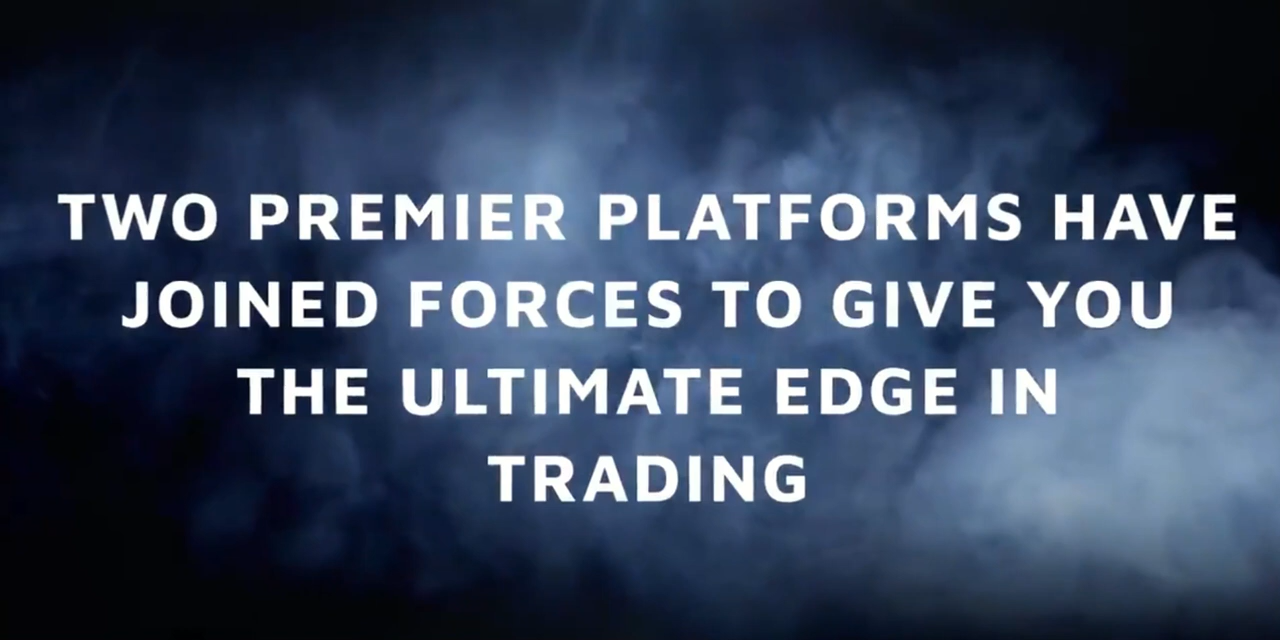 TWO PREMIER PLATFORMS HAVE
JOINED FORCES TO GIVE YOU
THE ULTIMATE EDGE IN
TRADING